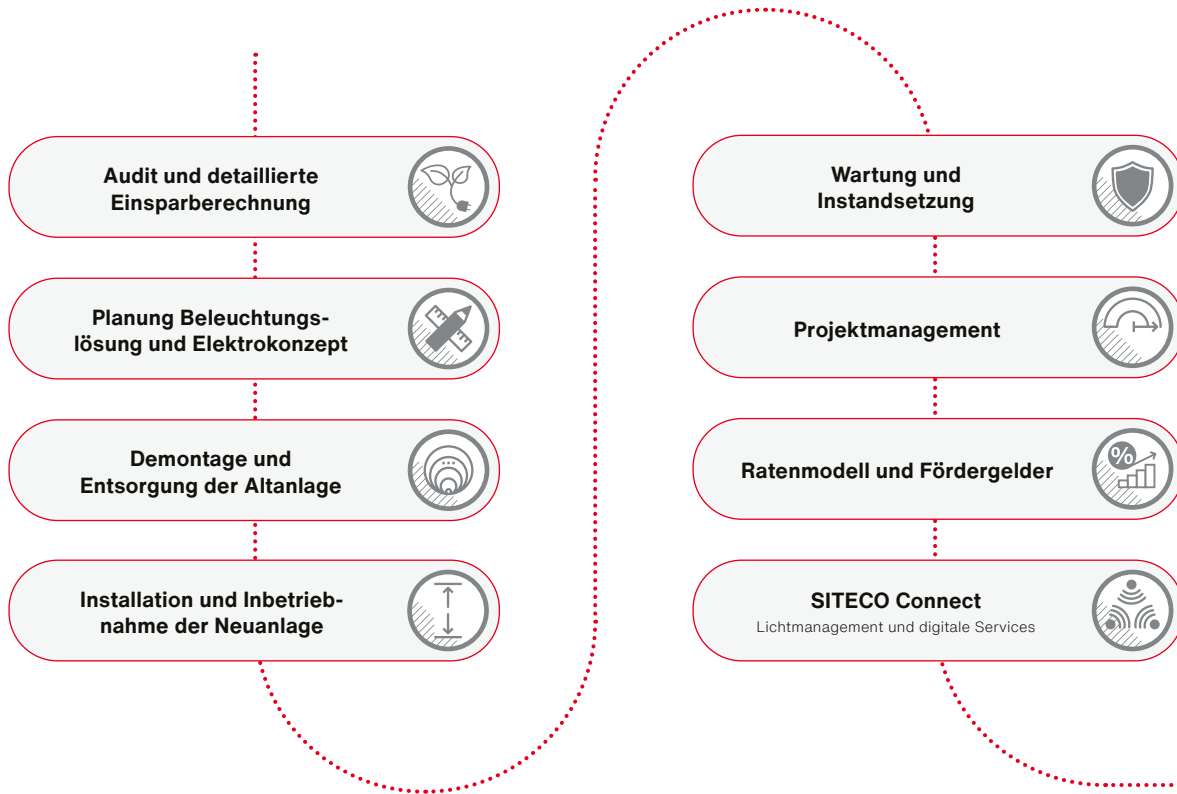 Audit und detaillierte
Einsparberechnung
Planung Beleuchtungs-
lösung und Elektrokonzept
Demontage und
Entsorgung der Altanlage
Installation und Inbetrieb-
nahme der Neuanlage
Wartung und
Instandsetzung
Projektmanagement
Ratenmodell und Fördergelder
%
SITECO Connect
Lichtmanagement und digitale Services